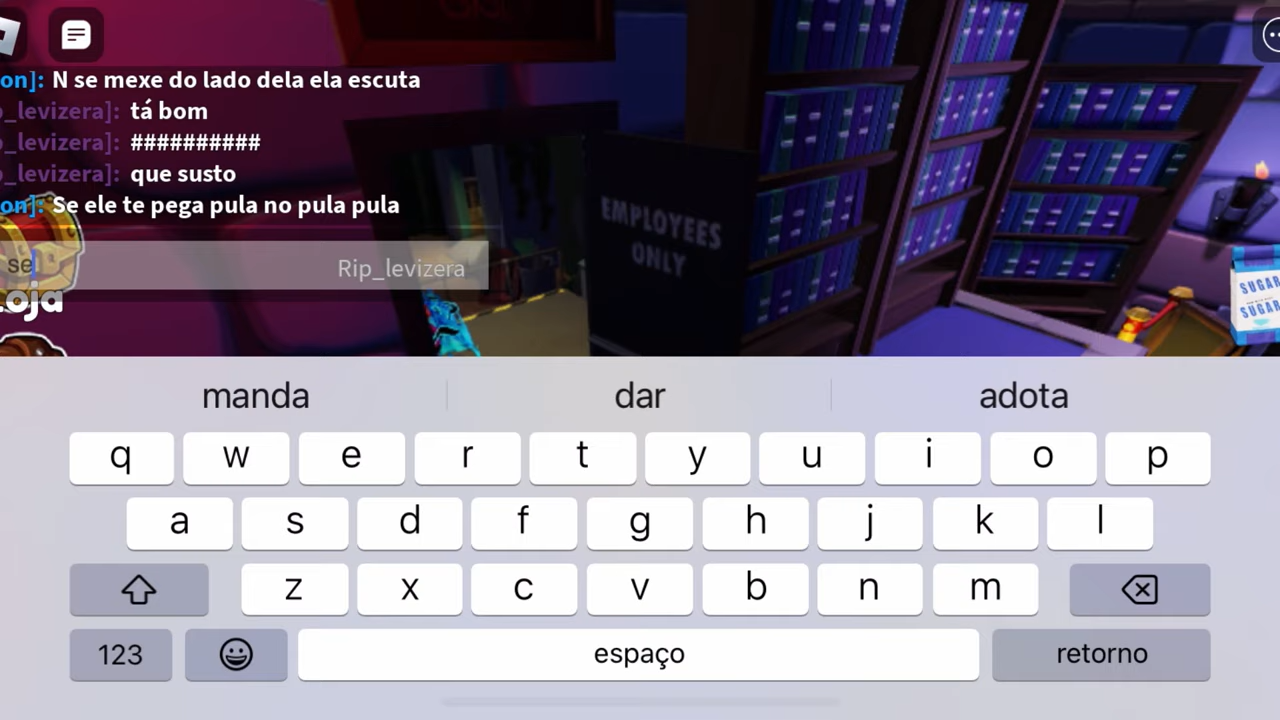 on]: N se mexe do lado dela ela escuta
_levizera]: tá bom
_levizera]: ##########
_levizera]: que susto
on]: Se ele te pega pula no pula pula
se
Rip_levizera
Loja
EMPLOYEES
ONLY
SUGAR
SUGAR
manda dar adota
q w e r t y u i o p
a s d f g h j k l
z x c v b n m
123 espaço retorno